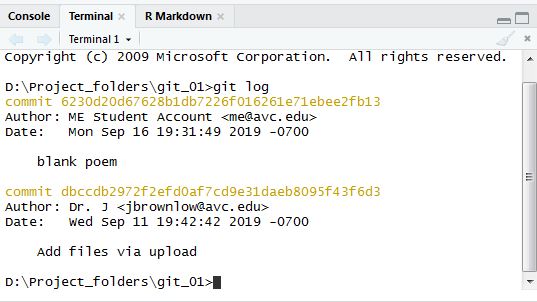 Console Terminal R Markdown
Terminal 1
Copyright (c) 2009 Microsoft Corporation.  All rights reserved.
D:\Project_folders\git_01>git log
commit 6230d20d67628b1db7226f016261e71ebee2fb13
Author: ME Student Account <me@avc.edu>
Date:   Mon Sep 16 19:31:49 2019 -0700
blank poem
commit dbccdb2972f2efd0af7cd9e31daeb8095f43f6d3
Author: Dr. J <jbrownlow@avc.edu>
Date:   Wed Sep 11 19:42:42 2019 -0700
Add files via upload
D:\Project_folders\git_01>